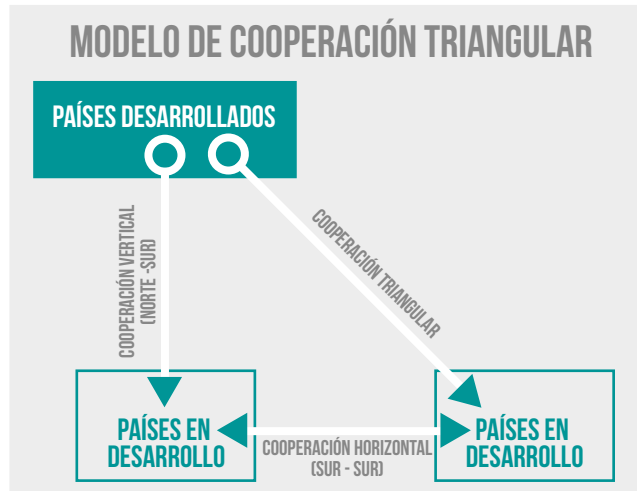 MODELO DE COOPERACIÓN TRIANGULAR
PAÍSES DESARROLLADOS
COOPERACIÓN VERTICAL
(NORTE -SUR)
COOPERACIÓN TRIANGULAR
PAÍSES EN
DESARROLLO
COOPERACIÓN HORIZONTAL
(SUR - SUR)
PAÍSES EN
DESARROLLO